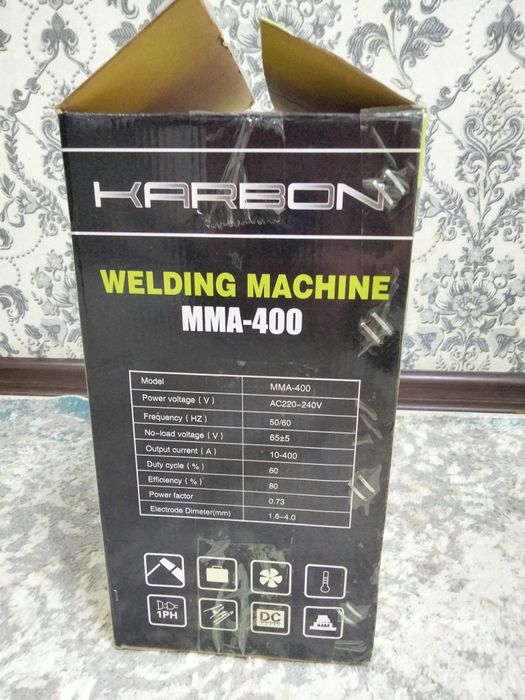 KARBON
WELDING MACHINE
MMA-400
Model MMA-400
Power voltage ( V ) AC220-240V
Frequency ( HZ ) 50/60
No-load voltage ( V ) 65±5
Output current ( A ) 10-400
Duty cycle ( % ) 60
Efficiency ( % ) 80
Power factor 0.73
Electrode Dimeter(mm) 1.6-4.0
1PH
DC